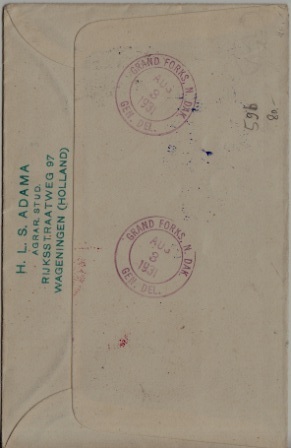 H. L. S. ADAMA
AGRAR. STUD.
RIJKSSTRAATWEG 97
WAGENINGEN (HOLLAND)
GRAND FORKS, N. DAK.
AUG
8
1931
GEN. DEL.
GRAND FORKS, N. DAK.
AUG
8
1931
GEN. DEL.
596
80.-